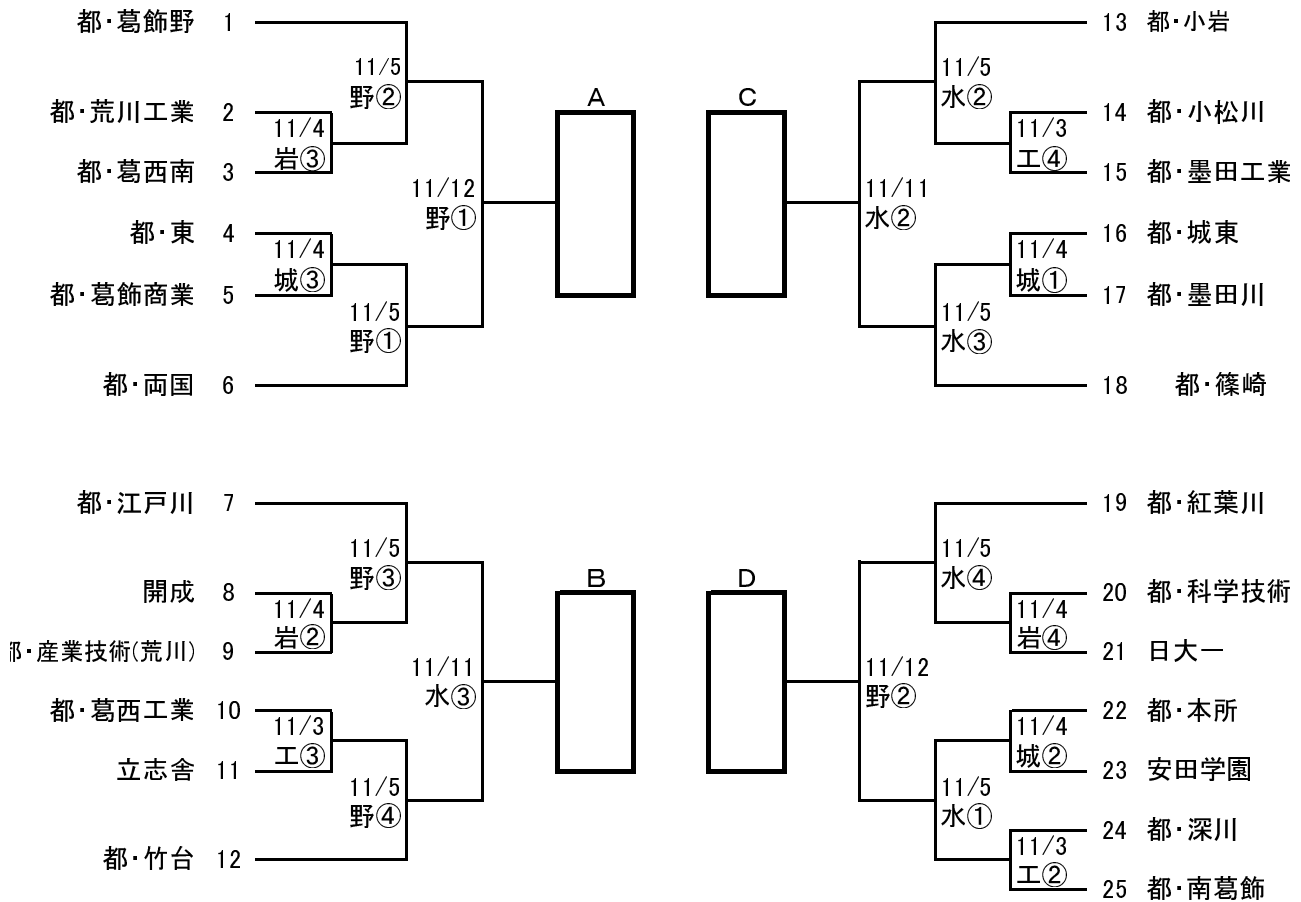 都・葛飾野 1
11/5
野②
都・荒川工業 2
11/4
岩③
都・葛西南 3
11/12
野①
都・東 4
11/4
城③
都・葛飾商業 5
11/5
野①
都・両国 6
A
都・江戸川 7
11/5
野③
開成 8
11/4
岩②
都・産業技術(荒川) 9
11/11
水③
都・葛西工業 10
11/3
工③
立志舎 11
11/5
野④
都・竹台 12
B
C
13 都・小岩
11/5
水②
14 都・小松川
11/3
工④
15 都・墨田工業
11/11
水②
16 都・城東
11/4
城①
17 都・墨田川
11/5
水③
18 都・篠崎
D
19 都・紅葉川
11/5
水④
20 都・科学技術
11/4
岩④
21 日大一
11/12
野②
22 都・本所
11/4
城②
23 安田学園
11/5
水①
24 都・深川
11/3
工②
25 都・南葛飾